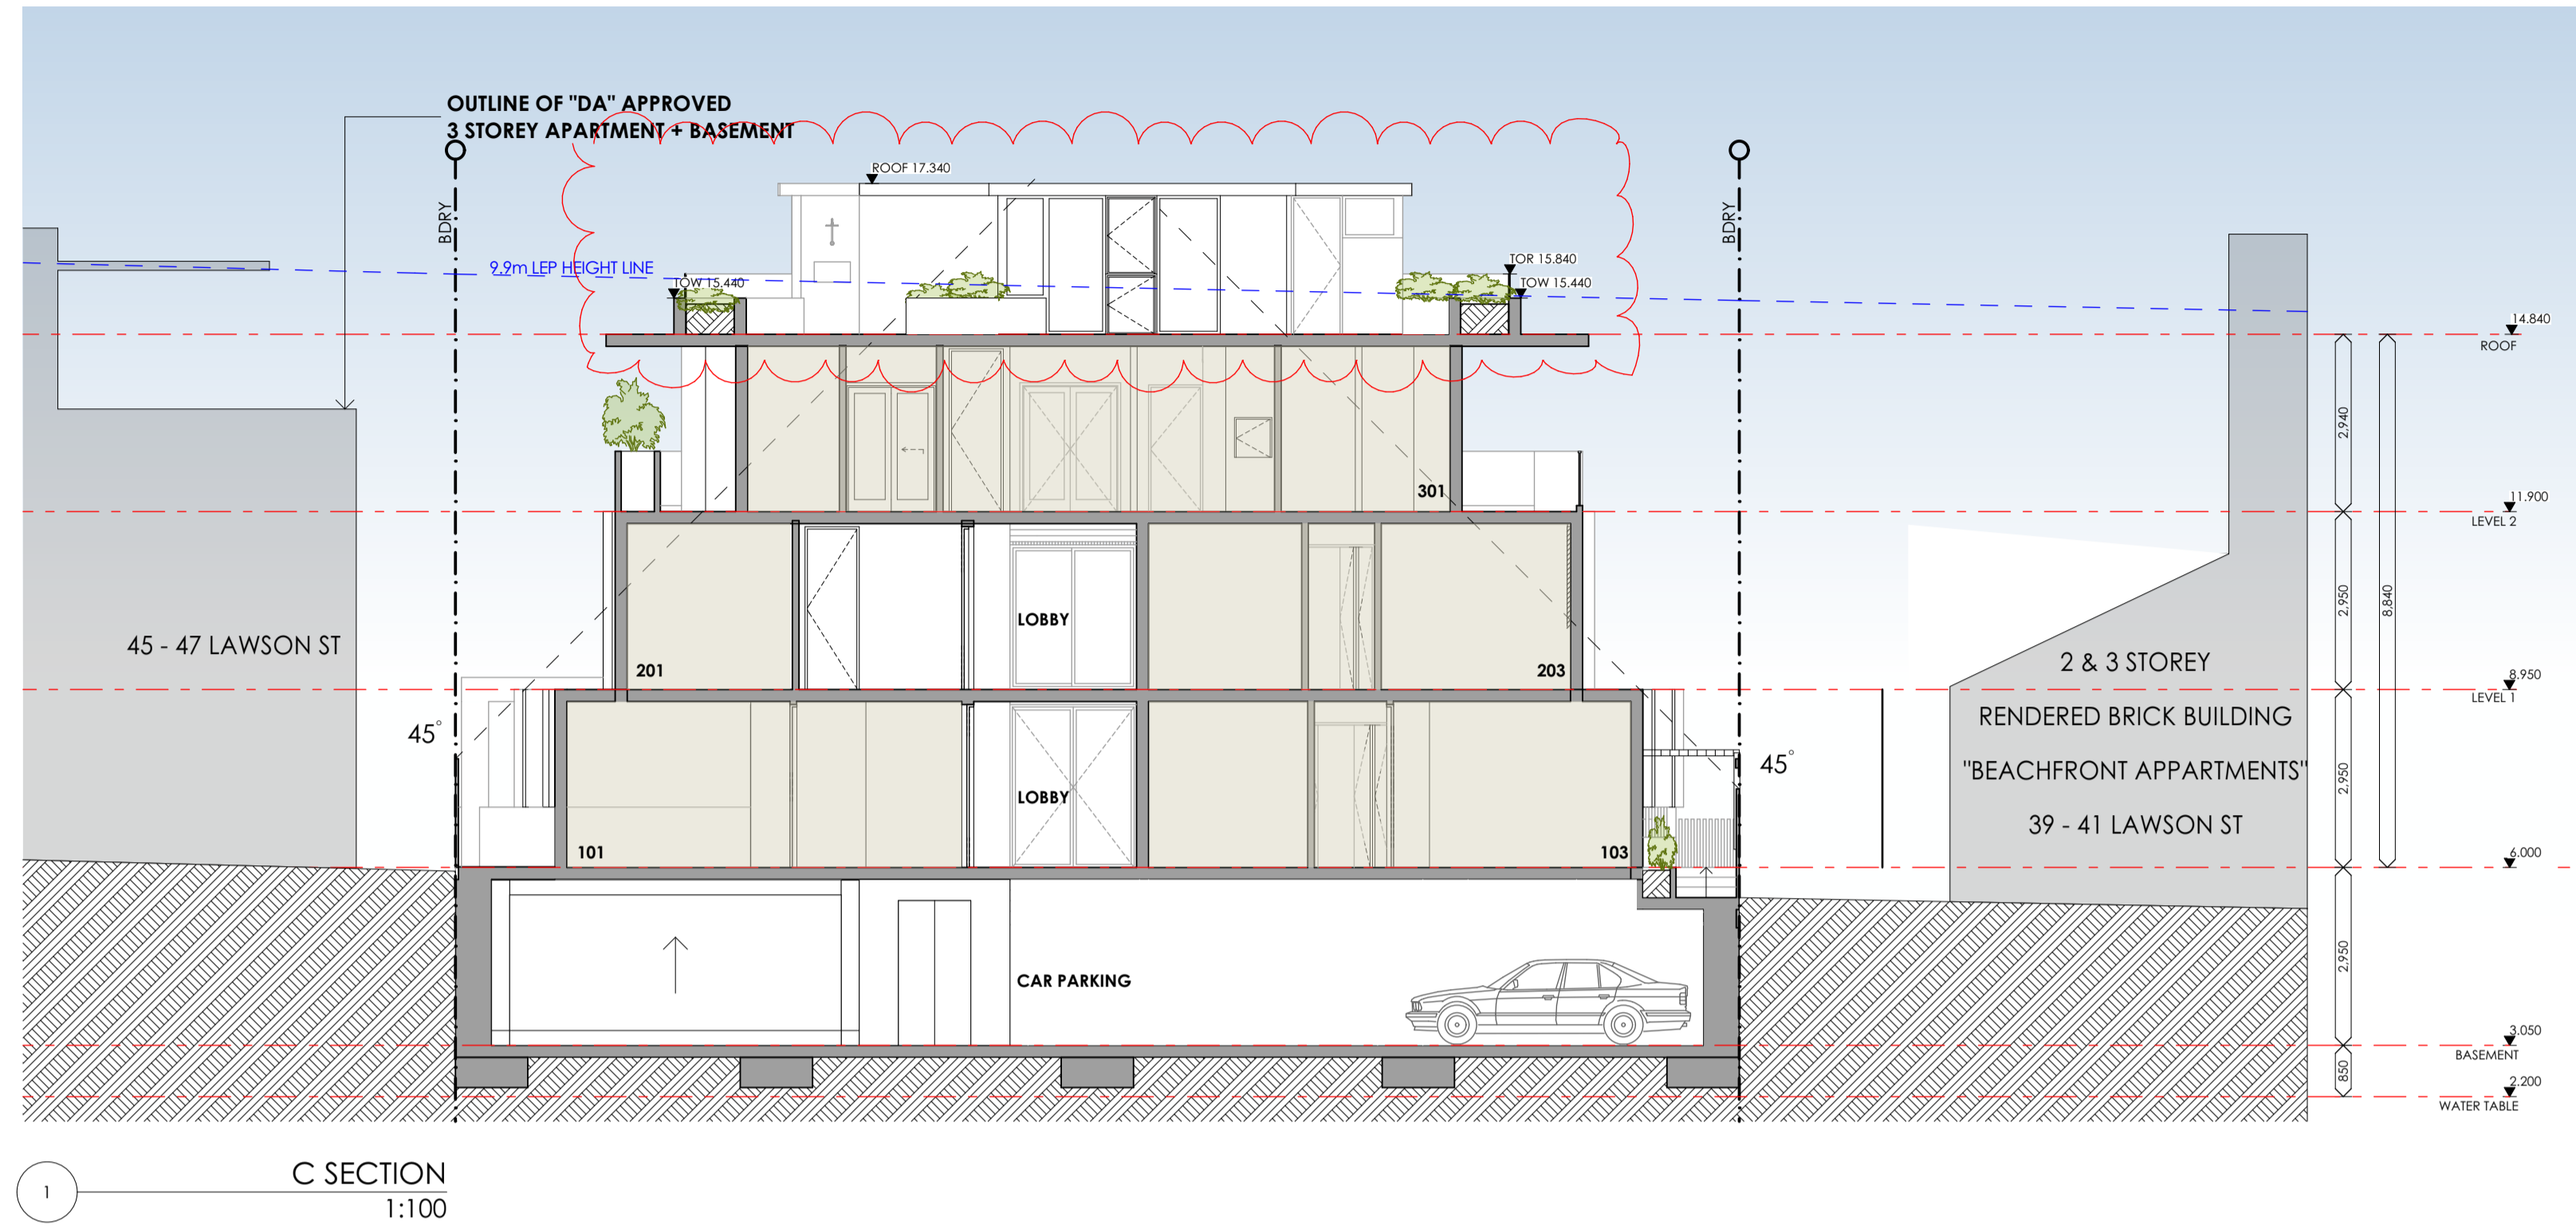 OUTLINE OF "DA" APPROVED
3 STOREY APARTMENT + BASEMENT
BDRY
BDRY
ROOF 17.340
9.9m LEP HEIGHT LINE
TOW 15.440
TOR 15.840
TOW 15.440
14.840
ROOF
2,940
301
11.900
LEVEL 2
45 - 47 LAWSON ST
LOBBY
201
203
2,950
8,840
2 & 3 STOREY
8.950
LEVEL 1
RENDERED BRICK BUILDING
45°
45°
"BEACHFRONT APPARTMENTS"
2,950
LOBBY
39 - 41 LAWSON ST
101
103
6.000
2,950
CAR PARKING
3.050
BASEMENT
850
2.200
WATER TABLE
1
C SECTION
1:100